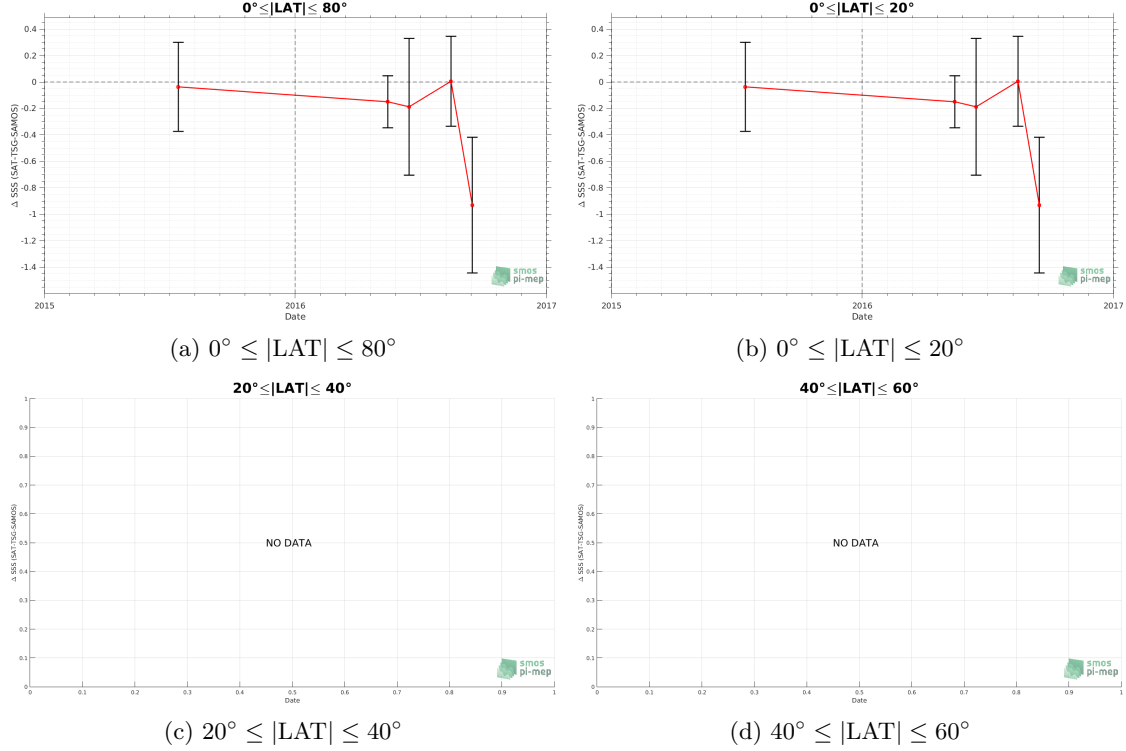 0°≤|LAT|≤ 80°
0.4
0.2
0
-0.2
-0.4
-0.6
-0.8
-1
-1.2
-1.4
Δ SSS (SAT-TSG-SAMOS)
2015
2016
2017
Date
smos
pi-mep
(a) 0° ≤ |LAT| ≤ 80°
0°≤|LAT|≤ 20°
0.4
0.2
0
-0.2
-0.4
-0.6
-0.8
-1
-1.2
-1.4
Δ SSS (SAT-TSG-SAMOS)
2015
2016
2017
Date
smos
pi-mep
(b) 0° ≤ |LAT| ≤ 20°
20°≤|LAT|≤ 40°
1
0.9
0.8
0.7
0.6
0.5
0.4
0.3
0.2
0.1
0
Δ SSS (SAT-TSG-SAMOS)
NO DATA
0 0.1 0.2 0.3 0.4 0.5 0.6 0.7 0.8 0.9 1
Date
smos
pi-mep
(c) 20° ≤ |LAT| ≤ 40°
40°≤|LAT|≤ 60°
1
0.9
0.8
0.7
0.6
0.5
0.4
0.3
0.2
0.1
0
Δ SSS (SAT-TSG-SAMOS)
NO DATA
0 0.1 0.2 0.3 0.4 0.5 0.6 0.7 0.8 0.9 1
Date
smos
pi-mep
(d) 40° ≤ |LAT| ≤ 60°